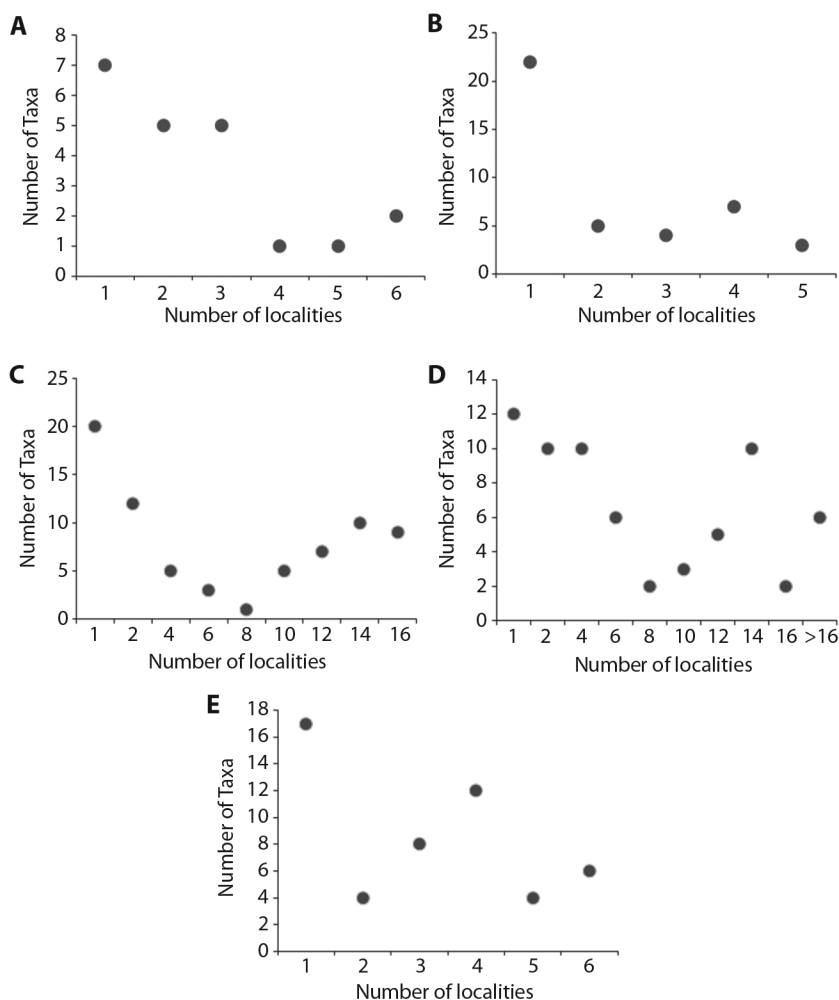 A
8
7
6
5
4
3
2
1
0
Number of Taxa
1 2 3 4 5 6
Number of localities
B
25
20
15
10
5
0
Number of Taxa
1 2 3 4 5
Number of localities
C
25
20
15
10
5
0
Number of Taxa
1 2 4 6 8 10 12 14 16
Number of localities
D
14
12
10
8
6
4
2
0
Number of Taxa
1 2 4 6 8 10 12 14 16 >16
Number of localities
E
18
16
14
12
8
6
4
2
0
Number of Taxa
1 2 3 4 5 6
Number of localities